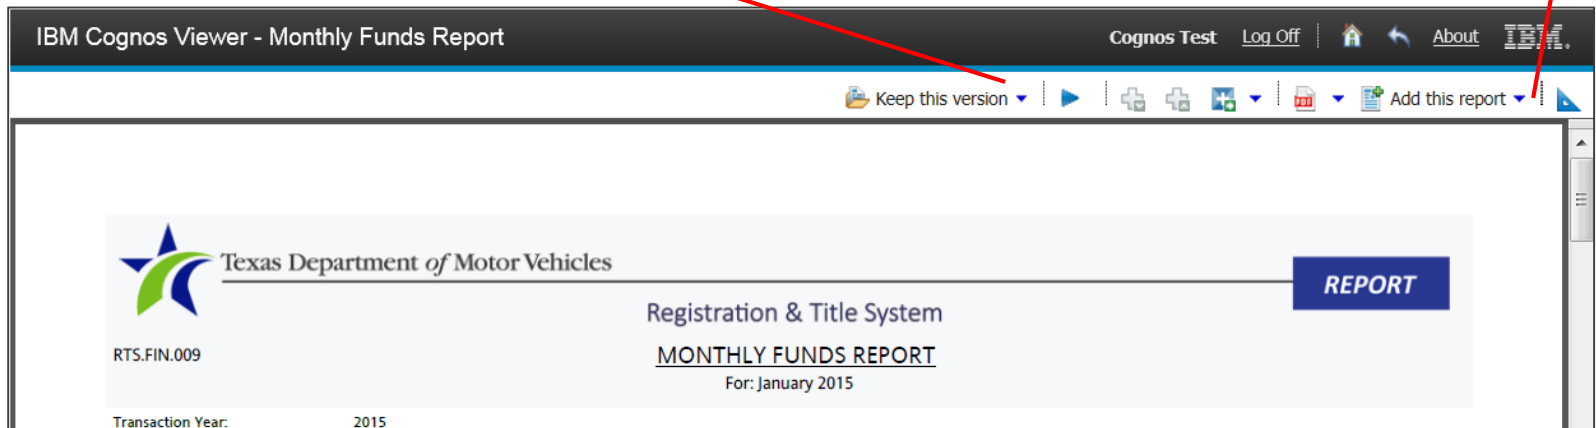 IBM Cognos Viewer - Monthly Funds Report
Cognos Test Log Off About IBM.
Keep this version PDF Add this report
Texas Department of Motor Vehicles
REPORT
Registration & Title System
RTS.FIN.009
MONTHLY FUNDS REPORT
For: January 2015
Transaction Year: 2015